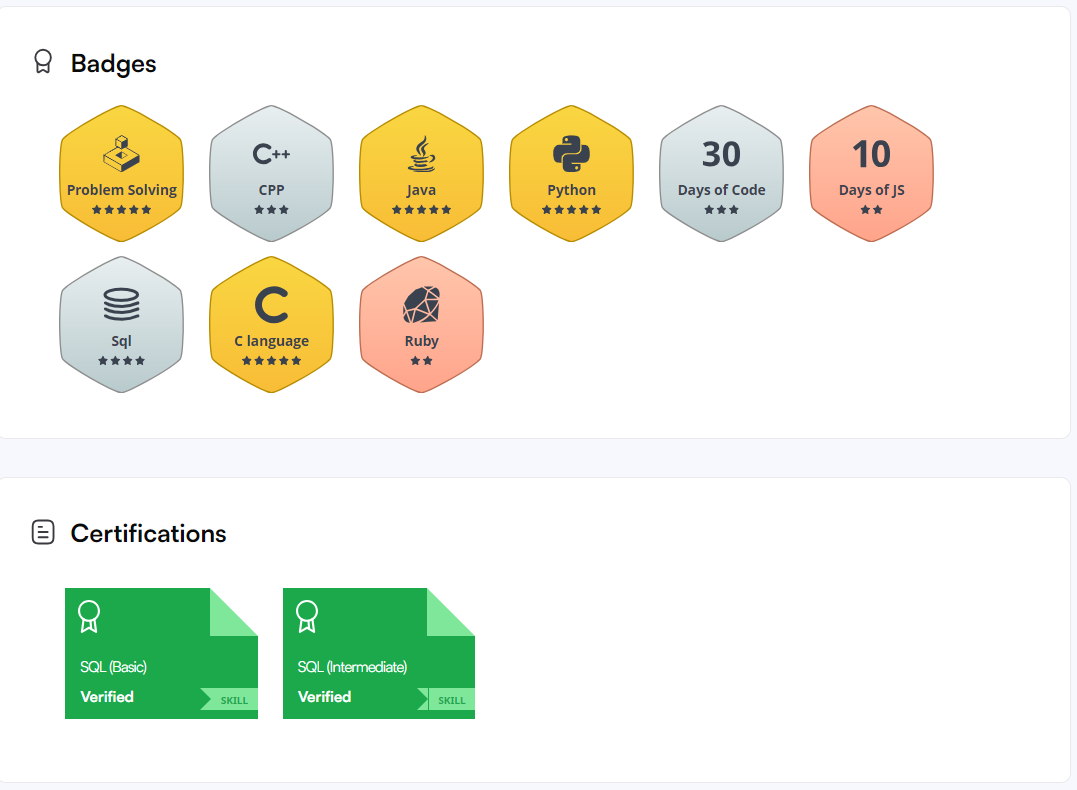 Badges
Problem Solving
C++
CPP
Java
Python
30
Days of Code
10
Days of JS
Sql
C
C language
Ruby
Certifications
SQL (Basic)
Verified
SKILL
SQL (Intermediate)
Verified
SKILL